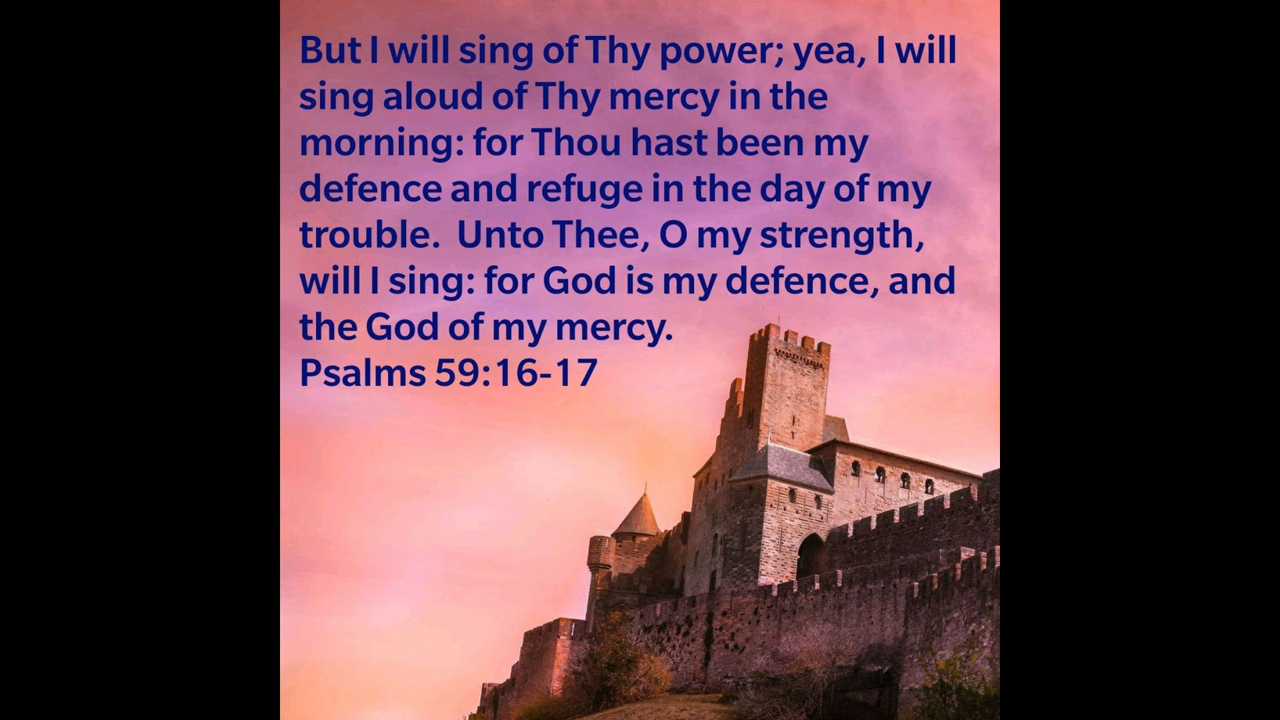 But I will sing of Thy power; yea, I will
sing aloud of Thy mercy in the
morning: for Thou hast been my
defence and refuge in the day of my
trouble.  Unto Thee, O my strength,
will I sing: for God is my defence, and
the God of my mercy.
Psalms 59:16-17